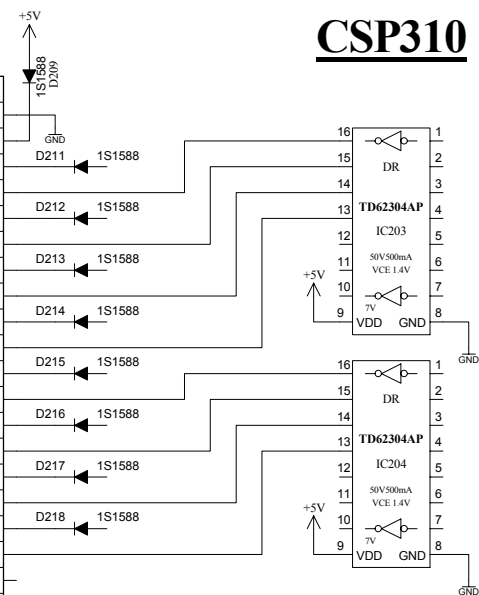 +5V
CSP310
1S1588
D209
GND
D211 1S1588
D212 1S1588
D213 1S1588
D214 1S1588
D215 1S1588
D216 1S1588
D217 1S1588
D218 1S1588
16 1
15 DR 2
14 3
13 TD62304AP 4
12 IC203 5
11 50V500mA 6
VCE 1.4V
+5V
10 7
7V
9 VDD GND 8
GND
16 1
15 DR 2
14 3
13 TD62304AP 4
12 IC204 5
11 50V500mA 6
VCE 1.4V
+5V
10 7
7V
9 VDD GND 8
GND